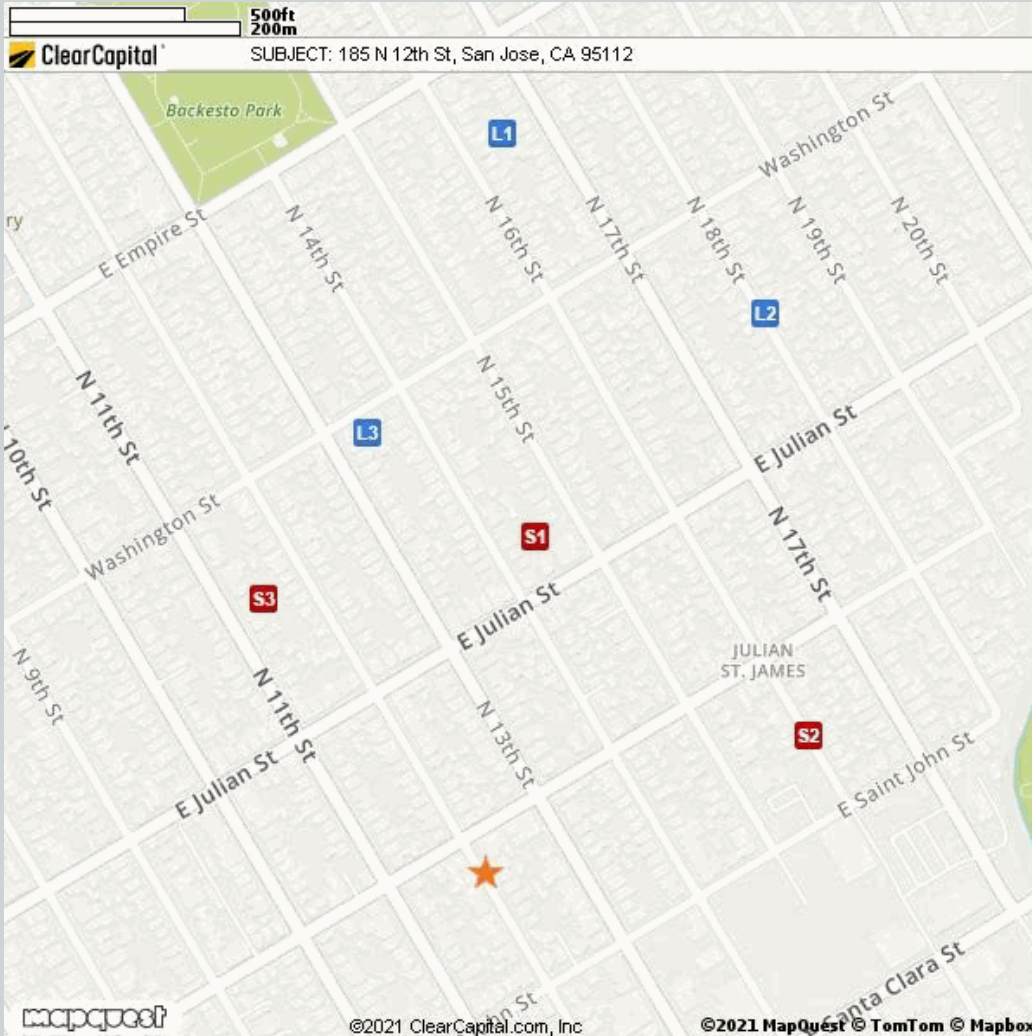 500ft
200m
ClearCapital
SUBJECT: 185 N 12th St, San Jose, CA 95112
Backesto Park
L1
Washington St
ry
E Empire St
N 14th St
N 16th St
N 17th St
N 18th St
N 19th St
N 20th St
L2
N 11th St
N 15th St
L3
E Julian St
10th St
Washington St
S1
N 17th St
S3
E Julian St
N 9th St
JULIAN
ST. JAMES
N 11th St
N 13th St
S2
E Julian St
E Saint John St
hn St
Santa Clara St
mapquest
©2021 ClearCapital.com, Inc
©2021 MapQuest © TomTom © Mapbox